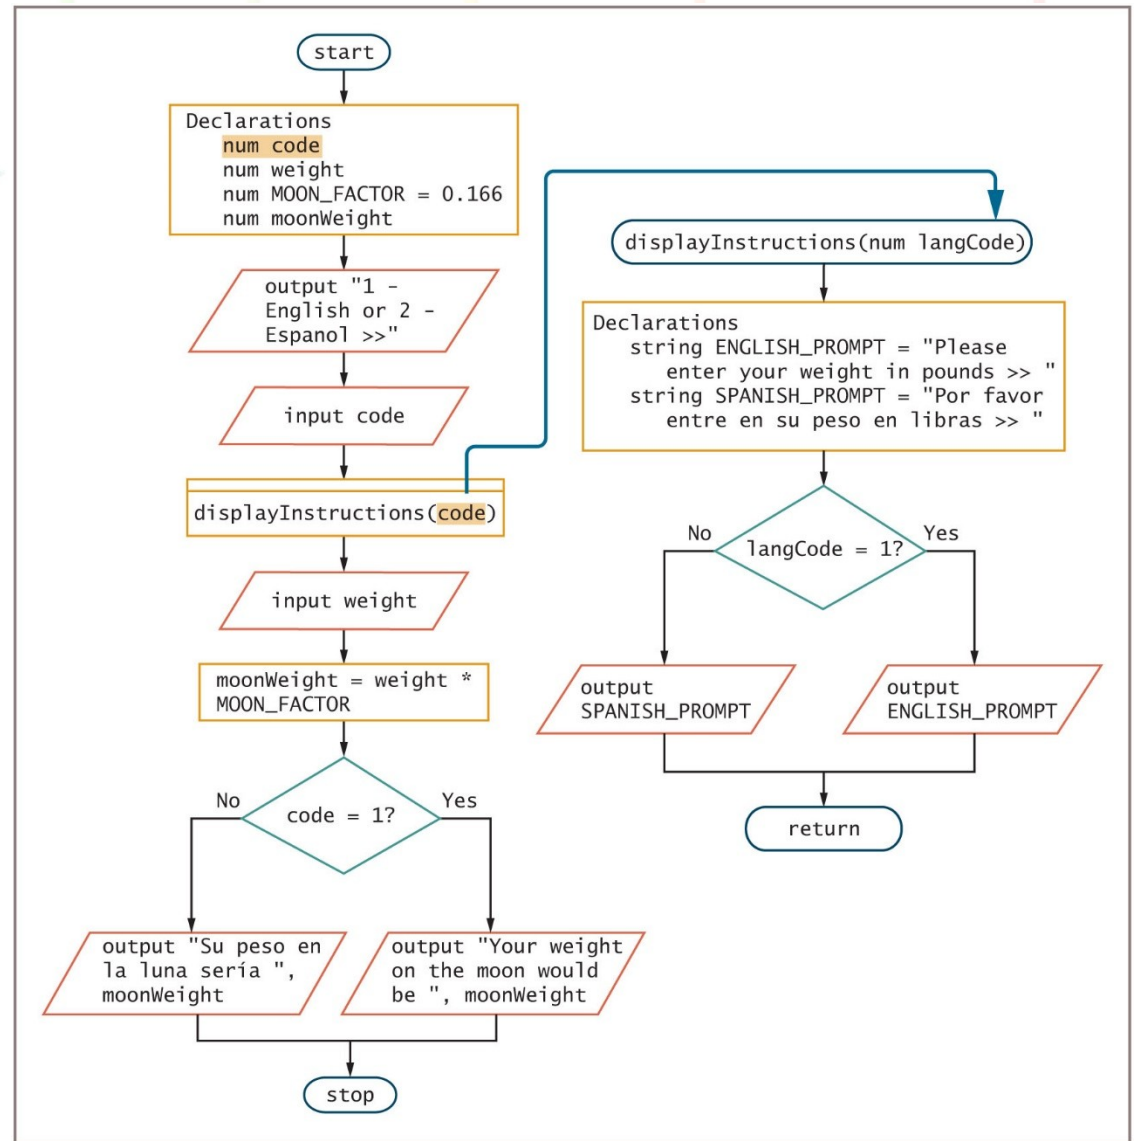 start
Declarations
num code
num weight
num MOON_FACTOR = 0.166
num moonWeight
output "1 -
English or 2 -
Espanol >>"
input code
displayInstructions(code)
input weight
moonWeight = weight *
MOON_FACTOR
code = 1?
No
Yes
output "Su peso en
la luna sería ",
moonWeight
output "Your weight
on the moon would
be ", moonWeight
stop
displayInstructions(num langCode)
Declarations
string ENGLISH_PROMPT = "Please
enter your weight in pounds >> "
string SPANISH_PROMPT = "Por favor
entre en su peso en libras >> "
langCode = 1?
No
Yes
output
SPANISH_PROMPT
output
ENGLISH_PROMPT
return